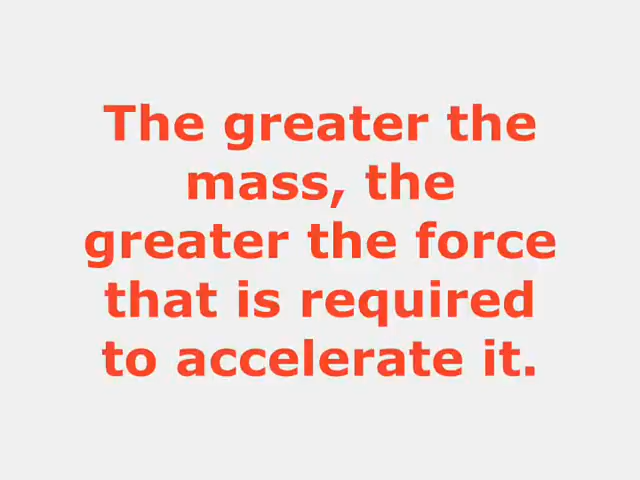 The greater the
mass, the
greater the force
that is required
to accelerate it.